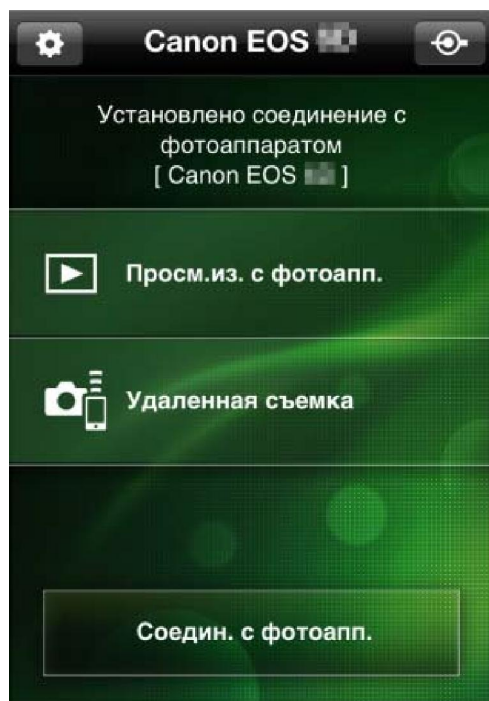 Canon EOS
Установлено соединение с
фотоаппаратом
[ Canon EOS ]
Просм.из. с фотоапп.
Удаленная съемка
Соедин. с фотоапп.